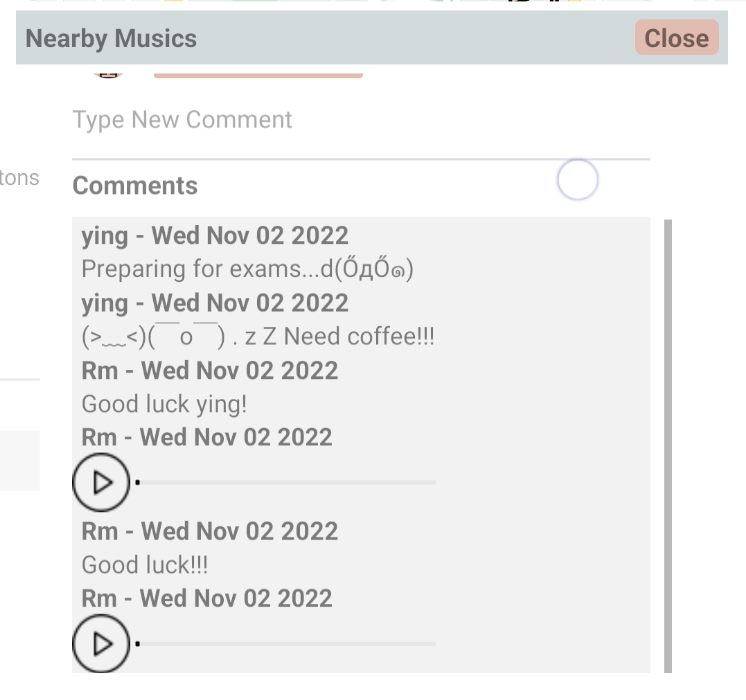 Nearby Musics
Close
Type New Comment
tons
Comments
ying - Wed Nov 02 2022
Preparing for exams...d(ŐдŐ๑)
ying - Wed Nov 02 2022
(>﹏<)(￣o￣) . z Z Need coffee!!!
Rm - Wed Nov 02 2022
Good luck ying!
Rm - Wed Nov 02 2022
Rm - Wed Nov 02 2022
Good luck!!!
Rm - Wed Nov 02 2022